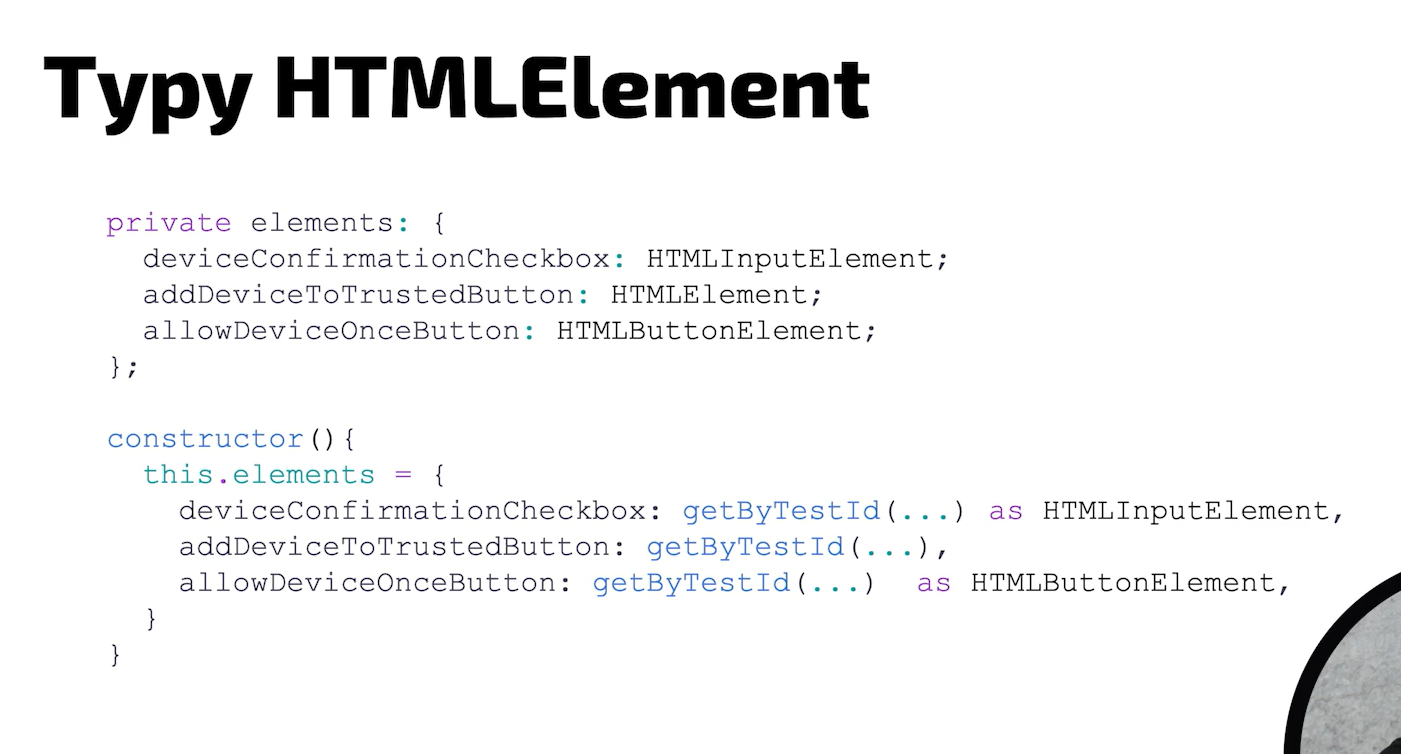 Typy HTMLElement
private elements: {
deviceConfirmationCheckbox: HTMLInputElement;
addDeviceToTrustedButton: HTMLElement;
allowDeviceOnceButton: HTMLButtonElement;
};
constructor(){
this.elements = {
deviceConfirmationCheckbox: getByTestId(...) as HTMLInputElement,
addDeviceToTrustedButton: getByTestId(...),
allowDeviceOnceButton: getByTestId(...)  as HTMLButtonElement,
}
}